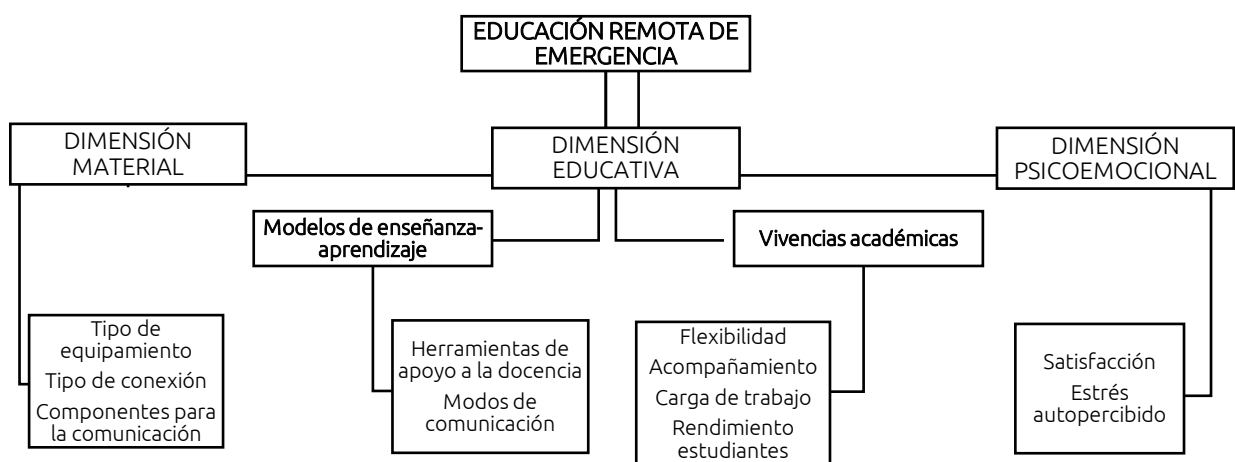 EDUCACIÓN REMOTA DE
EMERGENCIA
DIMENSIÓN
MATERIAL
DIMENSIÓN
EDUCATIVA
DIMENSIÓN
PSICOEMOCIONAL
Modelos de enseñanza-
aprendizaje
Vivencias académicas
Tipo de
equipamiento
Tipo de conexión
Componentes para
la comunicación
Herramientas de
apoyo a la docencia
Modos de
comunicación
Flexibilidad
Acompañamiento
Carga de trabajo
Rendimiento
estudiantes
Satisfacción
Estrés
autopercibido